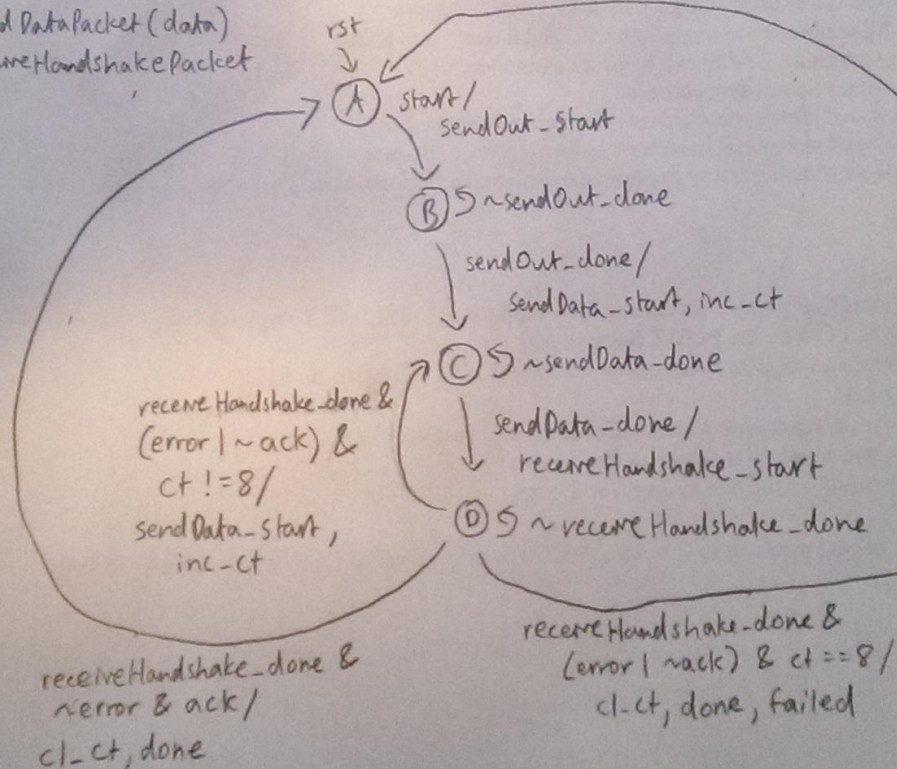 DataPacket(data)
HandshakePacket
rst
A
start/
sendOut_start
B ~sendOut_done
sendOut_done/
sendData_start, inc_ct
C ~sendData_done
sendData_done/
receiveHandshake_start
D ~receiveHandshake_done
receiveHandshake_done &
(error | ~ack) &
ct != 8/
sendData_start,
inc_ct
receiveHandshake_done &
~error & ack/
cl_ct, done
receiveHandshake_done &
(error | ~ack) & ct == 8/
cl_ct, done, failed